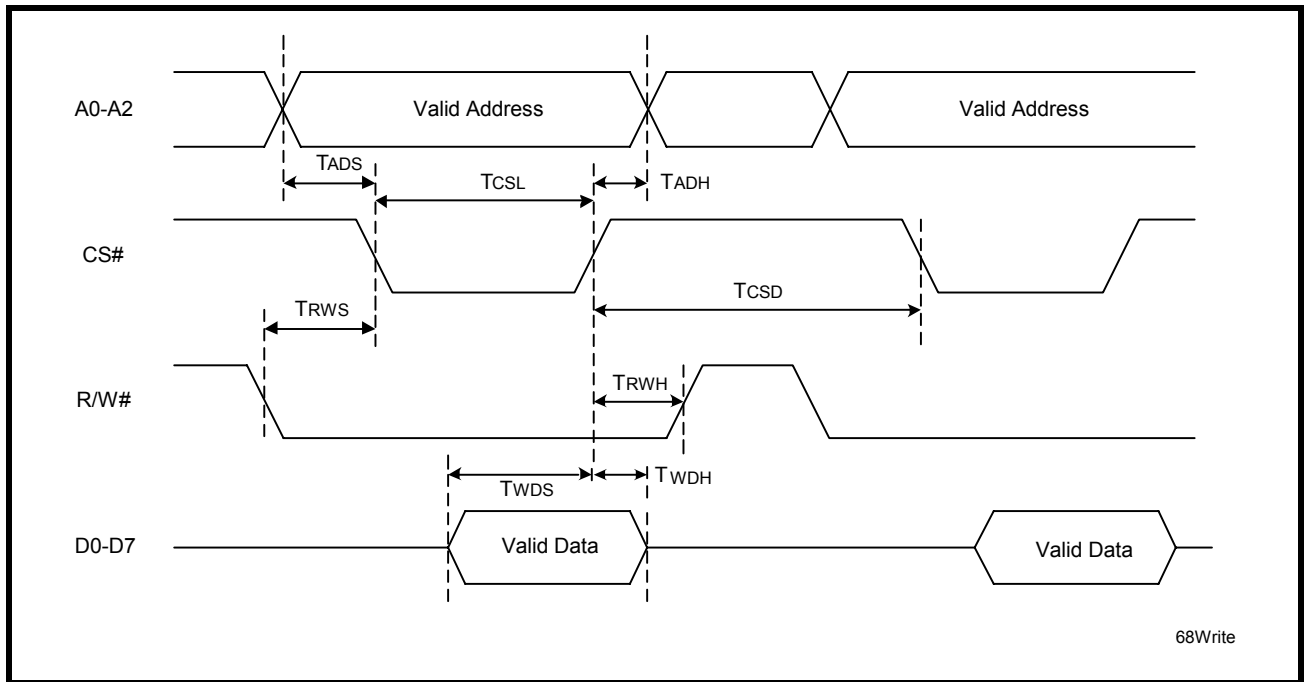 A0-A2
Valid Address
Valid Address
TADS
TCSL
TADH
CS#
TCSD
TRWS
R/W#
TRWH
TWDS
TWDH
D0-D7
Valid Data
Valid Data
68Write